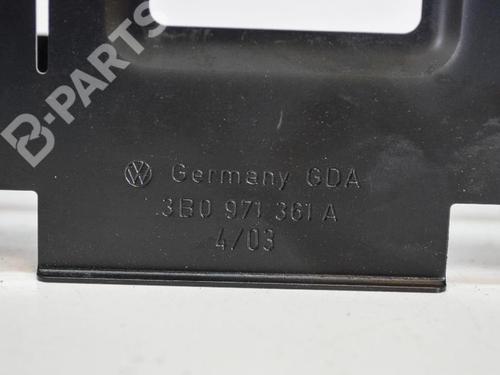 B-PARTS
Germany GDA
3B0 971 361 A
4/03